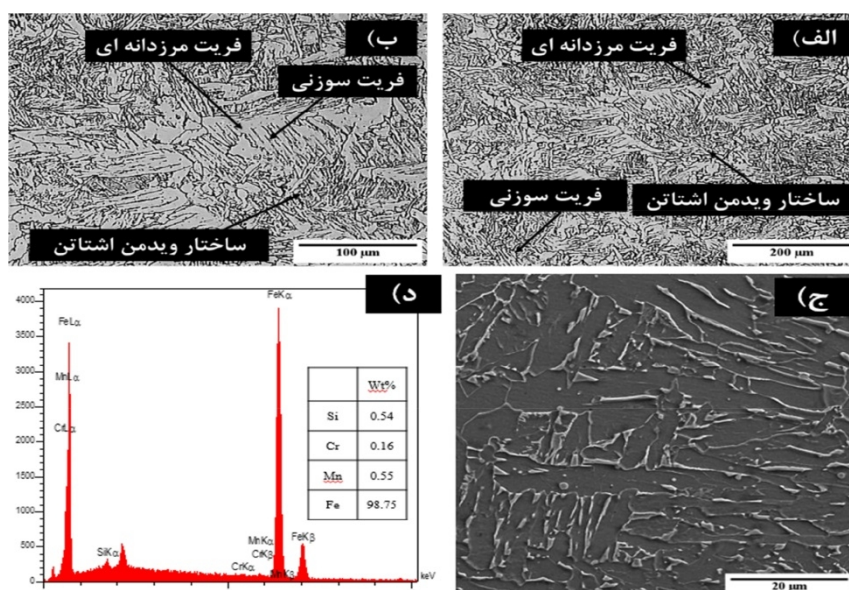 الف)
فریت مرزدانه ای
ساختار ویدمن اشتاتن
فریت سوزنی
200 µm
ب)
فریت مرزدانه ای
فریت سوزنی
ساختار ویدمن اشتاتن
100 µm
ج)
20 µm
د)
4000
3500
3000
2500
2000
1500
1000
500
0
FeLα
MnLα
CrLα
SiKα
CrKα
MnKα
CrKβ
FeKα
FeKβ
MnKβ
keV
Wt%
Si 0.54
Cr 0.16
Mn 0.55
Fe 98.75